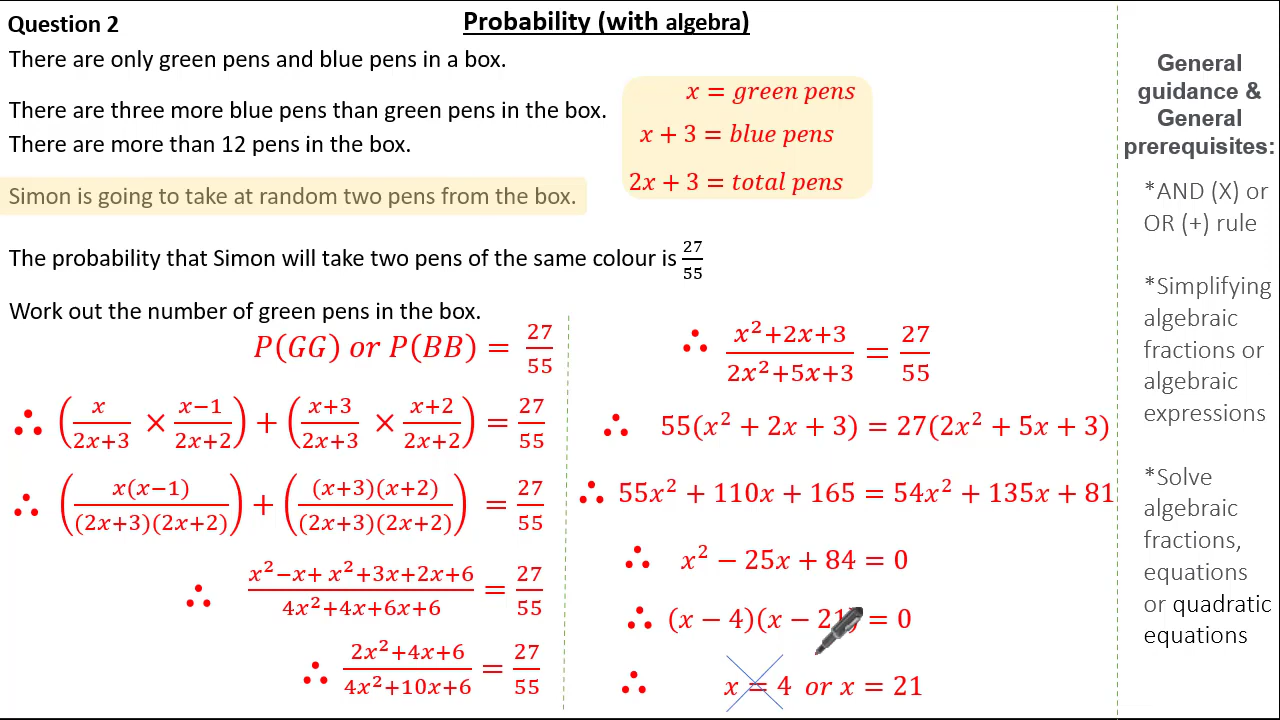 Probability (with algebra)
Question 2
There are only green pens and blue pens in a box.
There are three more blue pens than green pens in the box.
There are more than 12 pens in the box.
Simon is going to take at random two pens from the box.
x = green pens
x + 3 = blue pens
2x + 3 = total pens
The probability that Simon will take two pens of the same colour is 27/55
Work out the number of green pens in the box.
P(GG) or P(BB) = 27/55
∴ (x/(2x+3) × (x−1)/(2x+2)) + ((x+3)/(2x+3) × (x+2)/(2x+2)) = 27/55
∴ (x(x−1)/((2x+3)(2x+2))) + ((x+3)(x+2)/((2x+3)(2x+2))) = 27/55
∴ (x²−x+ x²+3x+2x+6)/(4x²+4x+6x+6) = 27/55
∴ (2x²+4x+6)/(4x²+10x+6) = 27/55
∴ (x²+2x+3)/(2x²+5x+3) = 27/55
∴ 55(x² + 2x + 3) = 27(2x² + 5x + 3)
∴ 55x² + 110x + 165 = 54x² + 135x + 81
∴ x² − 25x + 84 = 0
∴ (x − 4)(x − 21) = 0
∴ x = 4 or x = 21
General
guidance &
General
prerequisites:
*AND (X) or
OR (+) rule
*Simplifying
algebraic
fractions or
algebraic
expressions
*Solve
algebraic
fractions,
equations
or quadratic
equations